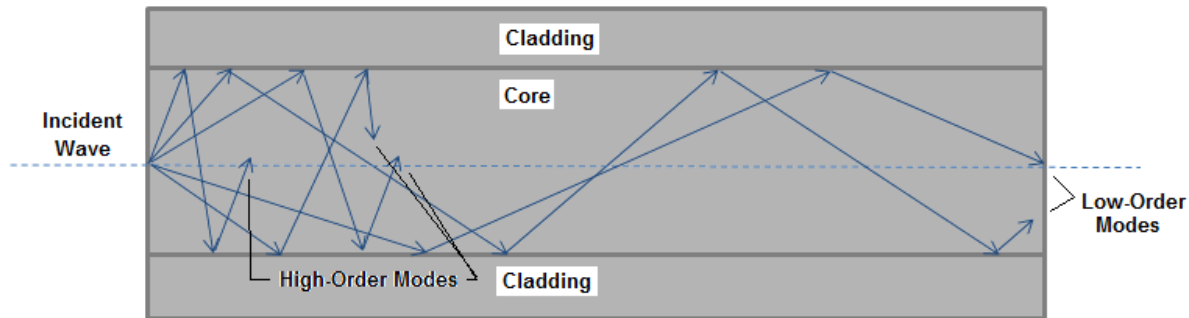 Cladding
Core
Incident
Wave
Low-Order
Modes
High-Order Modes
Cladding